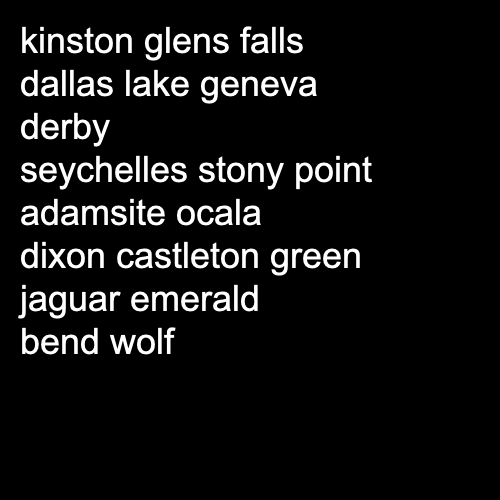 kinston glens falls
dallas lake geneva
derby
seychelles stony point
adamsite ocala
dixon castleton green
jaguar emerald
bend wolf